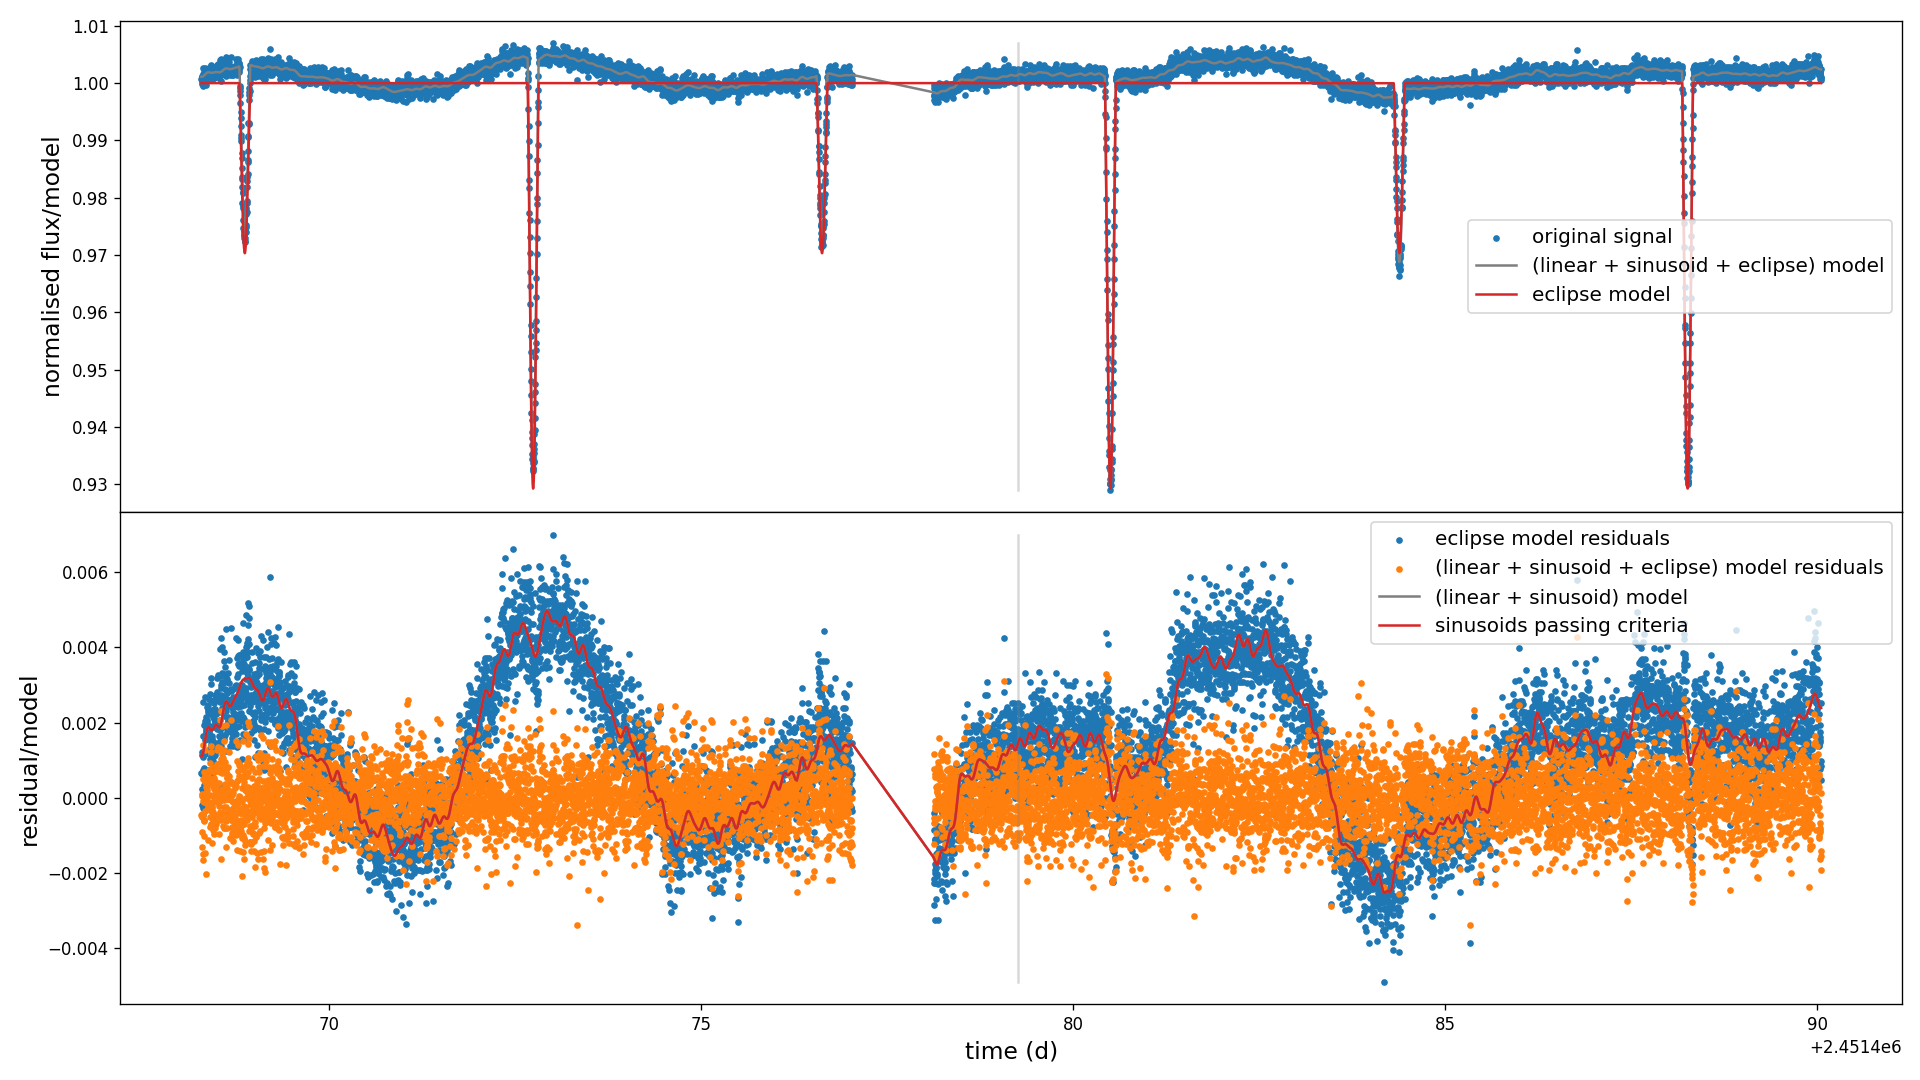 1.01
1.00
0.99
0.98
0.97
0.96
0.95
0.94
0.93
normalised flux/model
original signal
(linear + sinusoid + eclipse) model
eclipse model
0.006
0.004
0.002
0.000
−0.002
−0.004
residual/model
eclipse model residuals
(linear + sinusoid + eclipse) model residuals
(linear + sinusoid) model
sinusoids passing criteria
70
75
80
85
90
time (d)
+2.4514e6